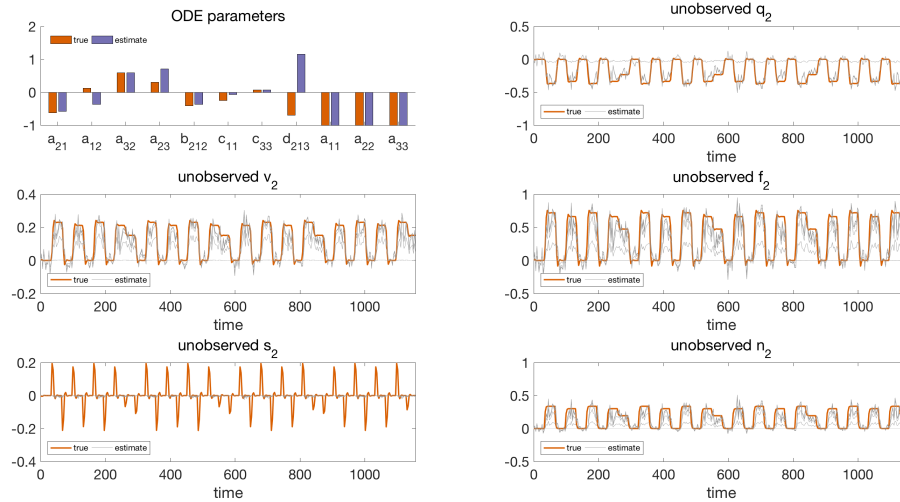 ODE parameters
2
1
0
-1
true estimate
a21 a12 a32 a23 b212 c11 c33 d213 a11 a22 a33
unobserved q2
0
-0.5
-1
true estimate
0 200 400 600 800 1000
time
unobserved v2
0.4
0.2
0
-0.2
true estimate
0 200 400 600 800 1000
time
unobserved f2
1
0.5
0
-0.5
true estimate
0 200 400 600 800 1000
time
unobserved s2
0.2
0
-0.2
-0.4
true estimate
0 200 400 600 800 1000
time
unobserved n2
1
0.5
0
-0.5
true estimate
0 200 400 600 800 1000
time